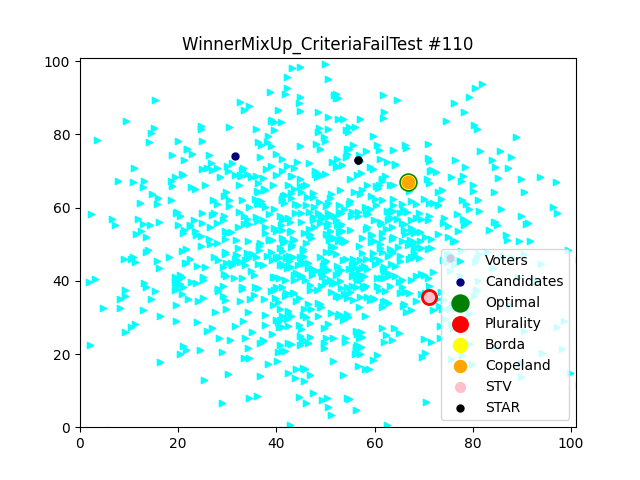 WinnerMixUp_CriteriaFailTest #110
100
80
60
40
20
0
0 20 40 60 80 100
Voters
Candidates
Optimal
Plurality
Borda
Copeland
STV
STAR